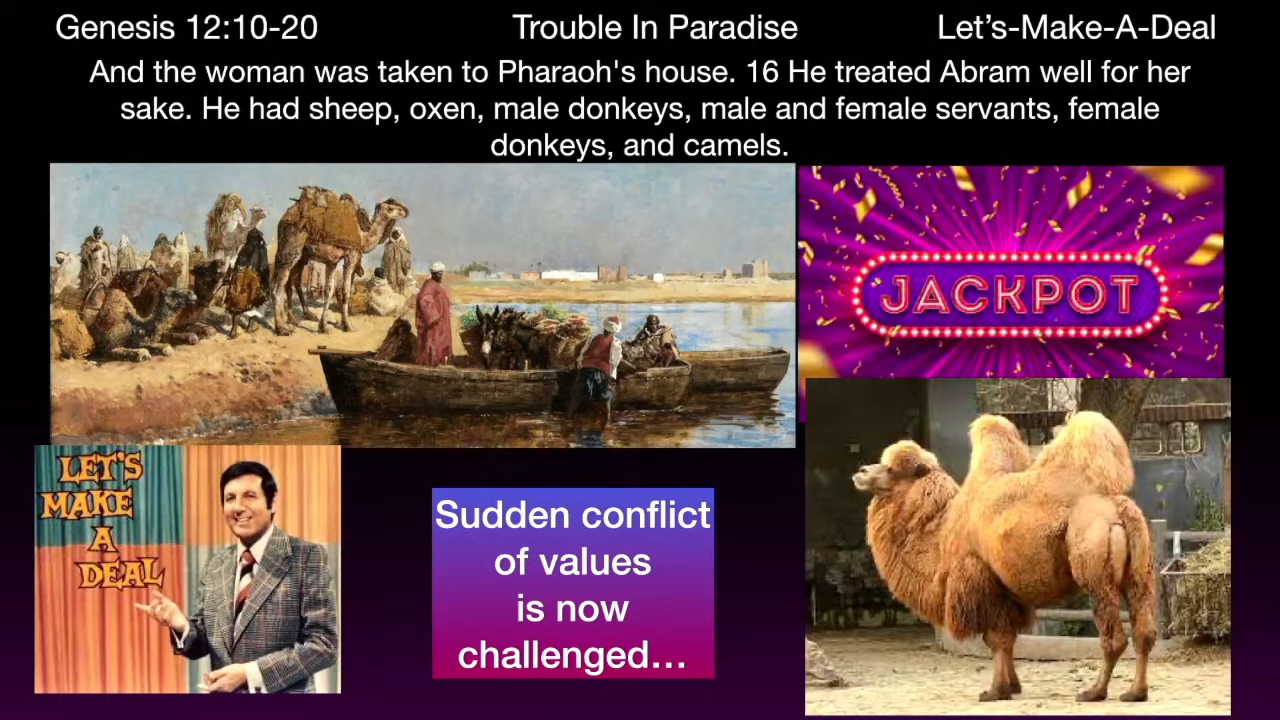 Genesis 12:10-20 Trouble In Paradise Let’s-Make-A-Deal
And the woman was taken to Pharaoh's house. 16 He treated Abram well for her
sake. He had sheep, oxen, male donkeys, male and female servants, female
donkeys, and camels.
JACKPOT
LET'S
MAKE
A
DEAL
Sudden conflict
of values
is now
challenged…